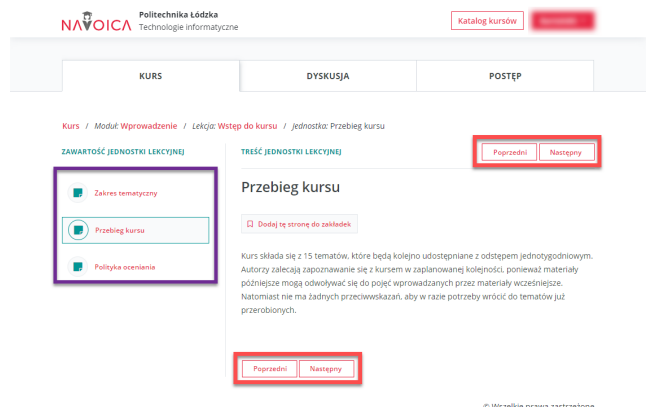 NAVOICA
Politechnika Łódzka
Technologie informatyczne
Katalog kursów
KURS
DYSKUSJA
POSTĘP
Kurs / Moduł: Wprowadzenie / Lekcja: Wstęp do kursu / Jednostka: Przebieg kursu
ZAWARTOŚĆ JEDNOSTKI LEKCYJNEJ
Zakres tematyczny
Przebieg kursu
Polityka oceniania
TREŚĆ JEDNOSTKI LEKCYJNEJ
Poprzedni
Następny
Przebieg kursu
Dodaj tę stronę do zakładek
Kurs składa się z 15 tematów, które będą kolejno udostępniane z odstępem jednotygodniowym.
Autorzy zalecają zapoznawanie się z kursem w zaplanowanej kolejności, ponieważ materiały
późniejsze mogą odwoływać się do pojęć wprowadzanych przez materiały wcześniejsze.
Natomiast nie ma żadnych przeciwwskazań, aby w razie potrzeby wrócić do tematów już
przerobionych.
Poprzedni
Następny
© Wszelkie prawa zastrzeżone